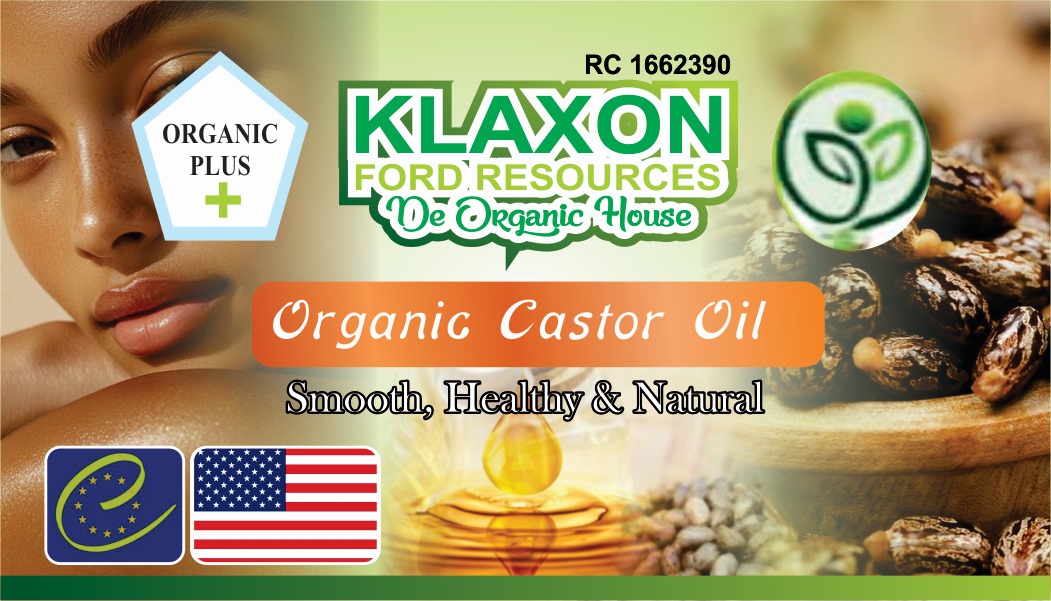 RC 1662390
ORGANIC
PLUS
+
KLAXON
FORD RESOURCES
De Organic House
Organic Castor Oil
Smooth, Healthy & Natural
e